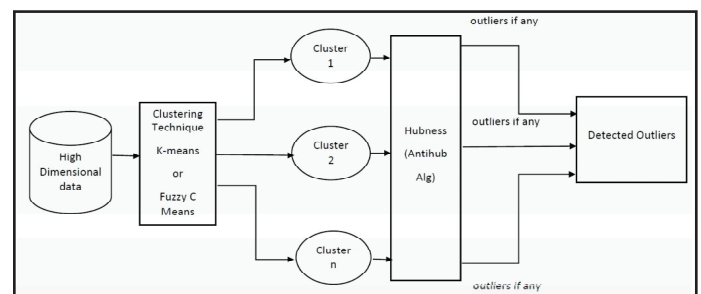 outliers if any
Cluster
1
Clustering
Technique
K-means
or
Fuzzy C
Means
High
Dimensional
data
Cluster
2
Hubness
(Antihub
Alg)
outliers if any
Detected Outliers
Cluster
n
outliers if any